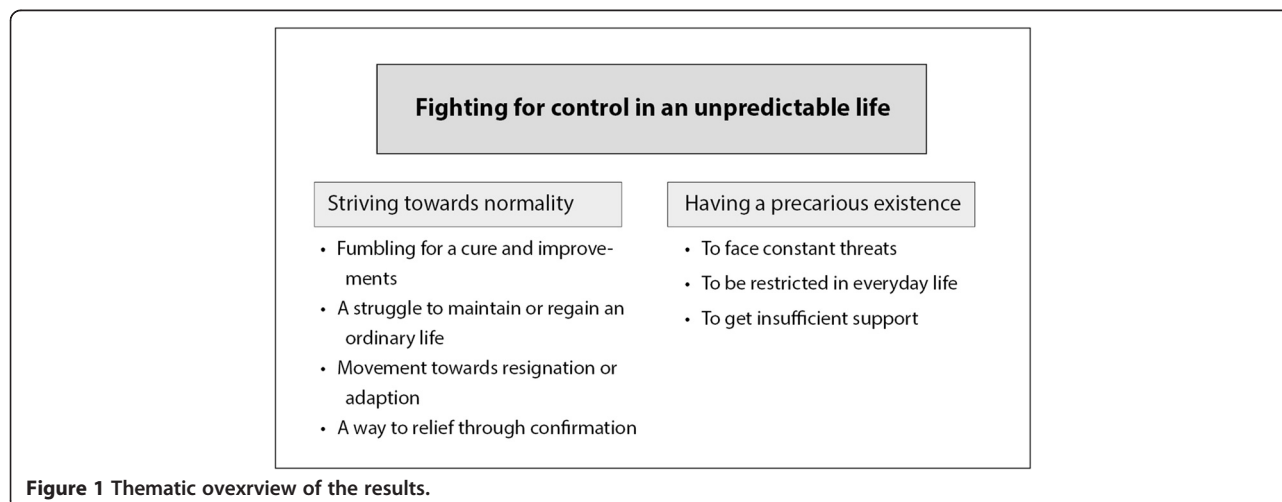 Fighting for control in an unpredictable life
Striving towards normality
• Fumbling for a cure and improve-
ments
• A struggle to maintain or regain an
ordinary life
• Movement towards resignation or
adaption
• A way to relief through confirmation
Having a precarious existence
• To face constant threats
• To be restricted in everyday life
• To get insufficient support
Figure 1 Thematic ovexrview of the results.